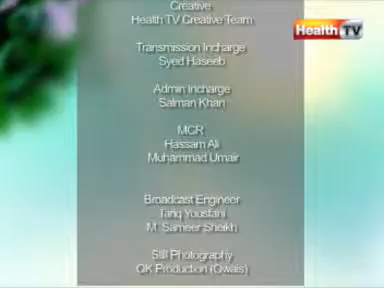 Creative
Health TV Creative Team
Health TV
Transmission Incharge
Syed Haseeb
Admin Incharge
Salman Khan
MCR
Hassam Ali
Muhammad Umair
Broadcast Engineer
Tariq Yousfani
M. Sameer Sheikh
Still Photography
QK Production (Owais)